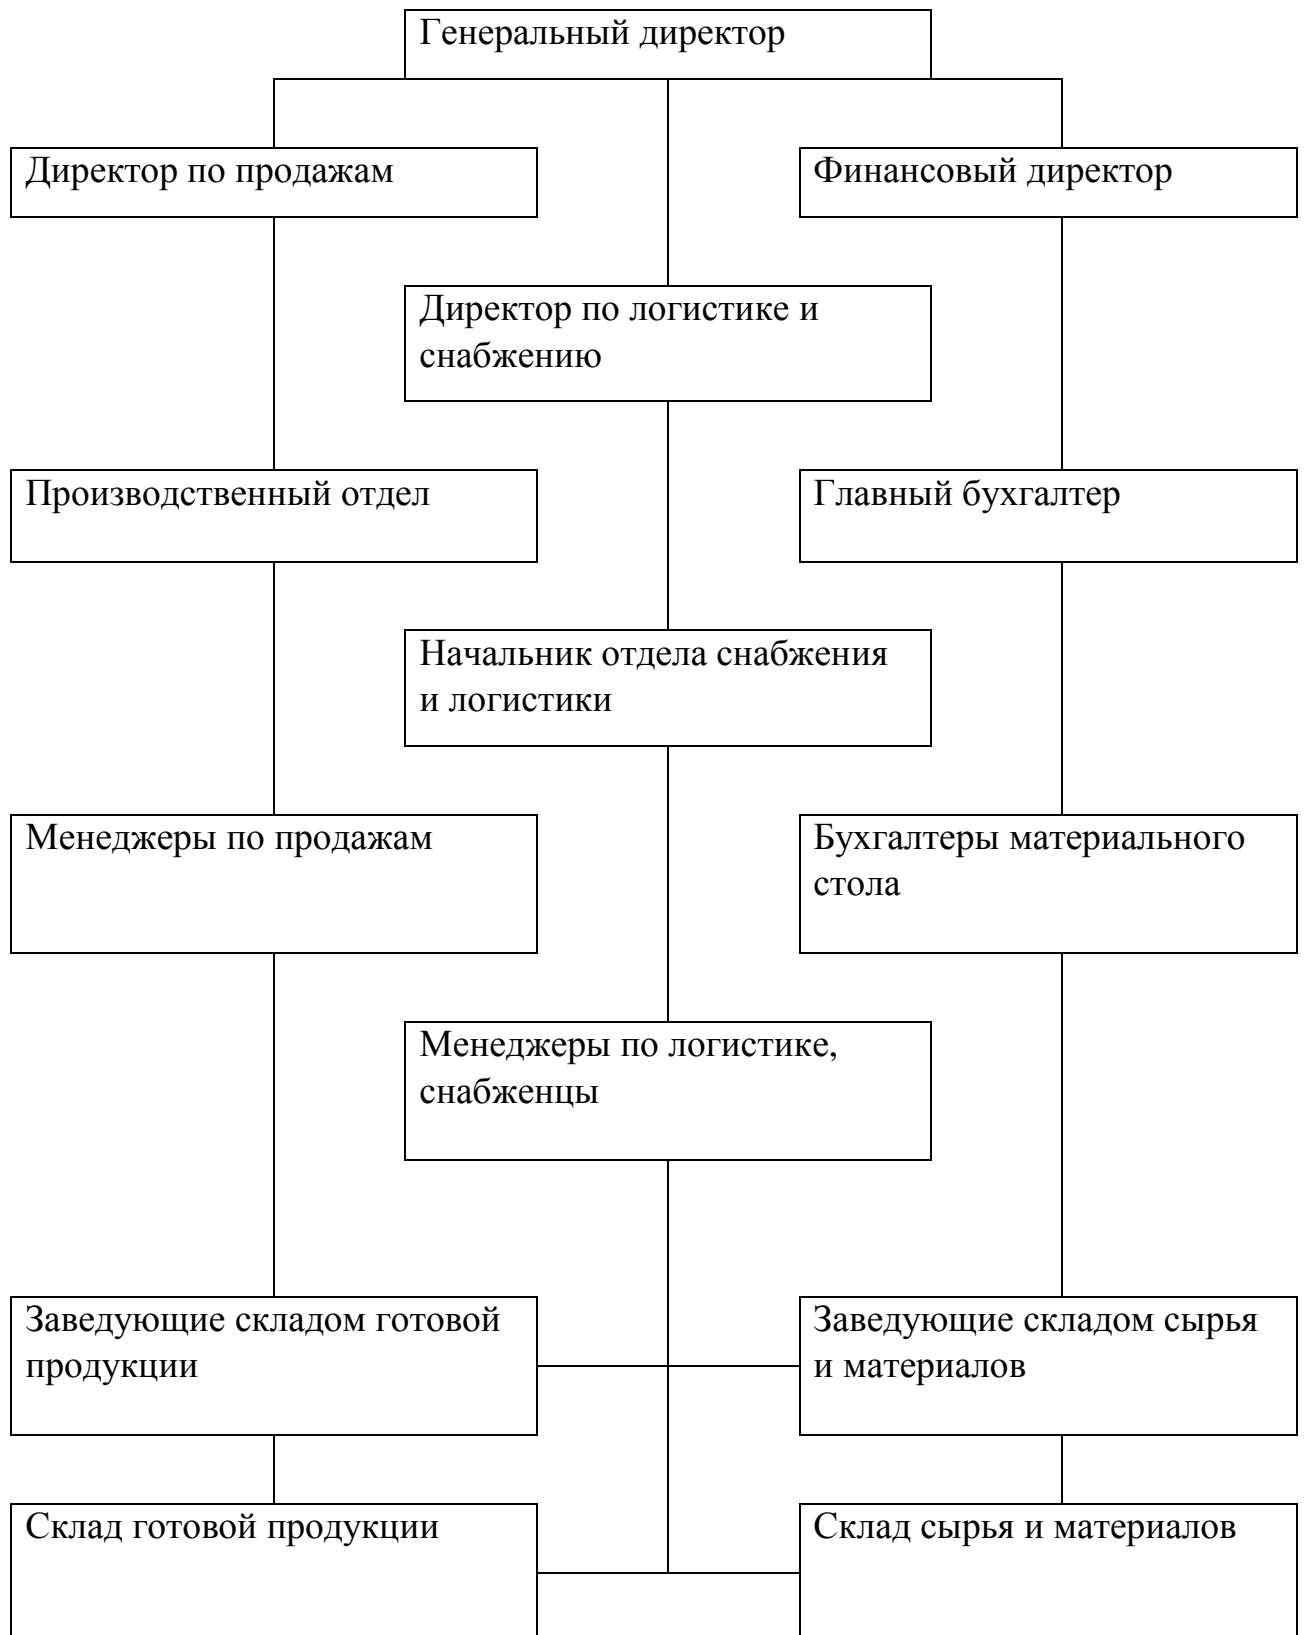 Генеральный директор
Директор по продажам
Финансовый директор
Директор по логистике и
снабжению
Производственный отдел
Главный бухгалтер
Начальник отдела снабжения
и логистики
Менеджеры по продажам
Бухгалтеры материального
стола
Менеджеры по логистике,
снабженцы
Заведующие складом готовой
продукции
Заведующие складом сырья
и материалов
Склад готовой продукции
Склад сырья и материалов